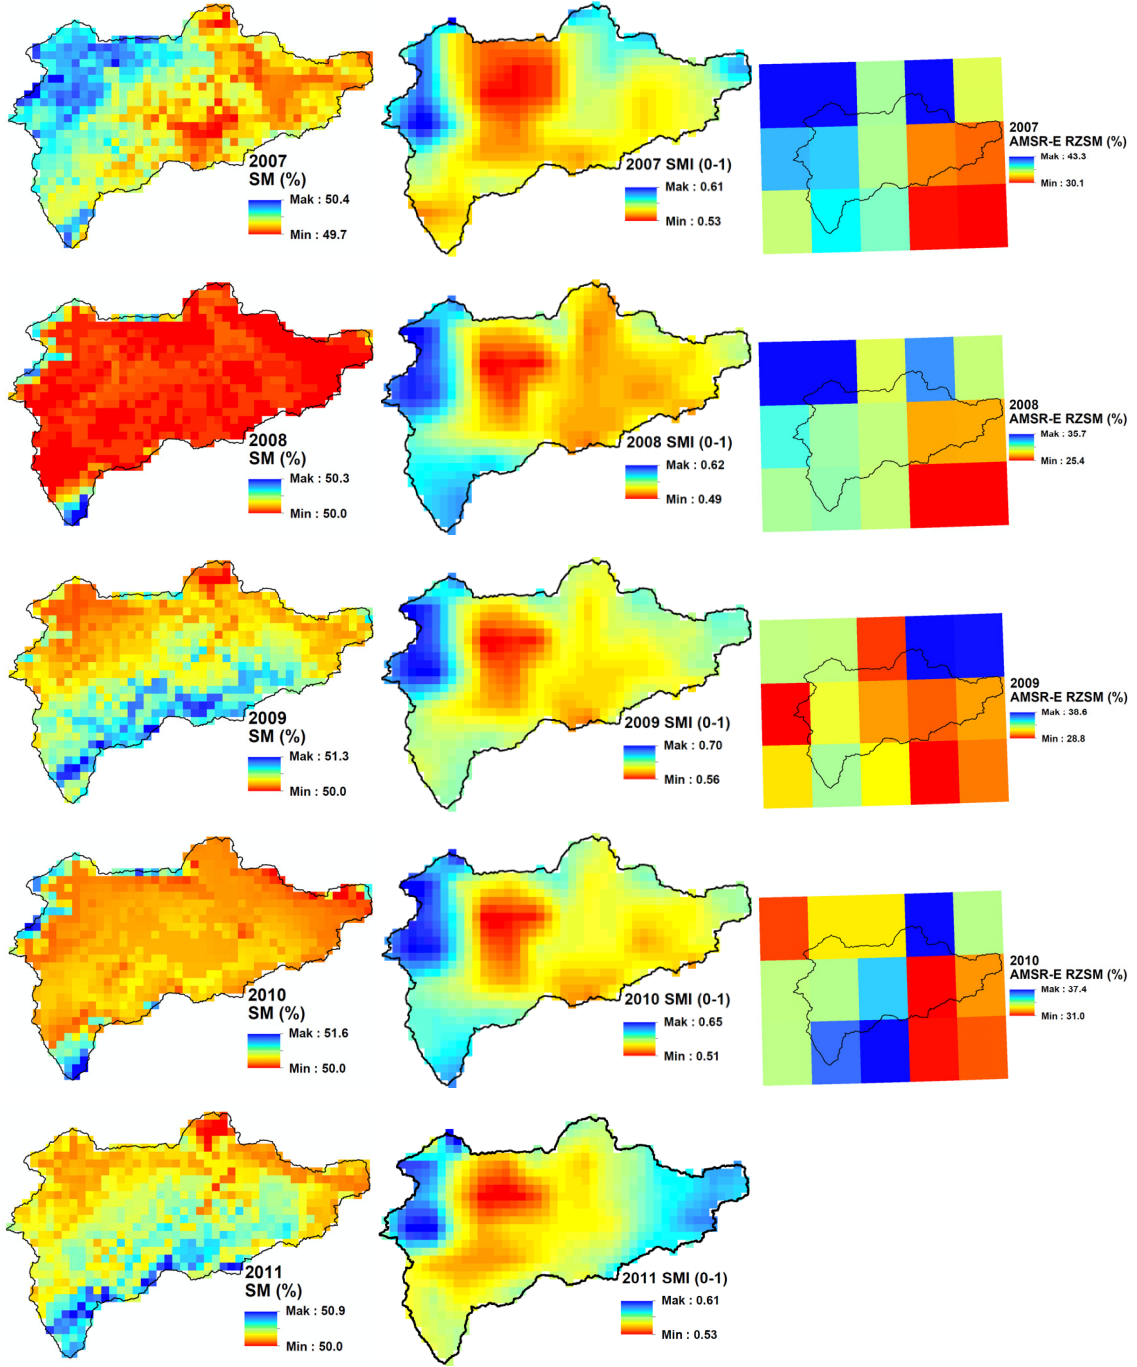 2007
SM (%)
Mak : 50.4
Min : 49.7
2007 SMI (0-1)
Mak : 0.61
Min : 0.53
2007
AMSR-E RZSM (%)
Mak : 43.3
Min : 30.1
2008
SM (%)
Mak : 50.3
Min : 50.0
2008 SMI (0-1)
Mak : 0.62
Min : 0.49
2008
AMSR-E RZSM (%)
Mak : 35.7
Min : 25.4
2009
SM (%)
Mak : 51.3
Min : 50.0
2009 SMI (0-1)
Mak : 0.70
Min : 0.56
2009
AMSR-E RZSM (%)
Mak : 38.6
Min : 28.8
2010
SM (%)
Mak : 51.6
Min : 50.0
2010 SMI (0-1)
Mak : 0.65
Min : 0.51
2010
AMSR-E RZSM (%)
Mak : 37.4
Min : 31.0
2011
SM (%)
Mak : 50.9
Min : 50.0
2011 SMI (0-1)
Mak : 0.61
Min : 0.53